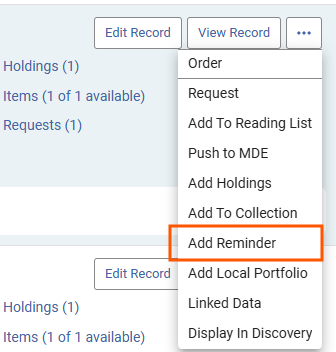 Edit Record View Record •••
Holdings (1)
Items (1 of 1 available)
Requests (1)
Order
Request
Add To Reading List
Push to MDE
Add Holdings
Add To Collection
Add Reminder
Add Local Portfolio
Linked Data
Display In Discovery
Edit Record
Holdings (1)
Items (1 of 1 available)